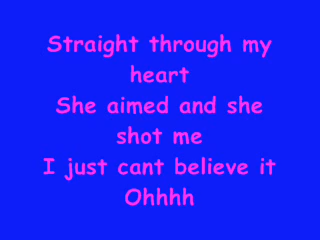 Straight through my
heart
She aimed and she
shot me
I just cant believe it
Ohhhh